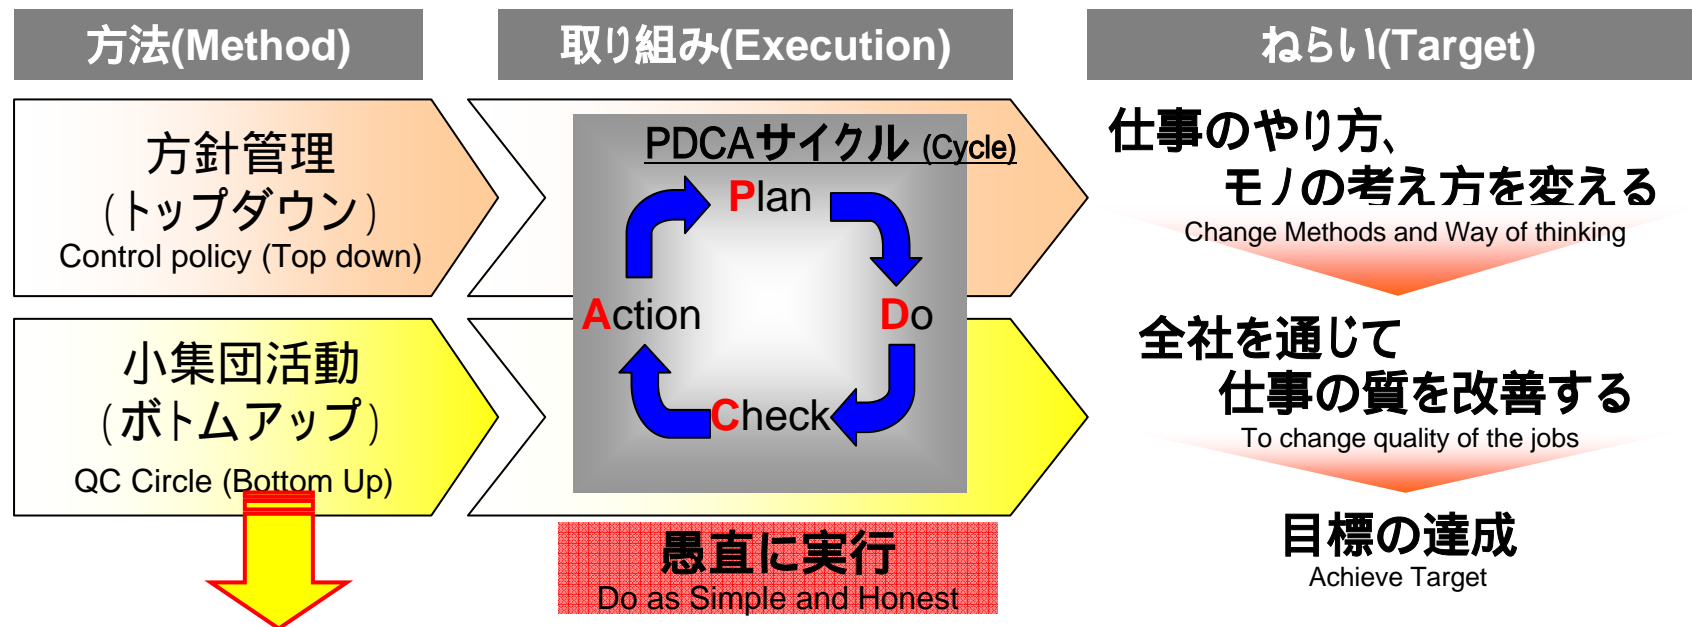 方法(Method)
取り組み(Execution)
ねらい(Target)
方針管理
(トップダウン)
Control policy (Top down)
小集団活動
(ボトムアップ)
QC Circle (Bottom Up)
PDCAサイクル (Cycle)
Plan
Action
Do
Check
愚直に実行
Do as Simple and Honest
仕事のやり方、
モノの考え方を変える
Change Methods and Way of thinking
全社を通じて
仕事の質を改善する
To change quality of the jobs
目標の達成
Achieve Target